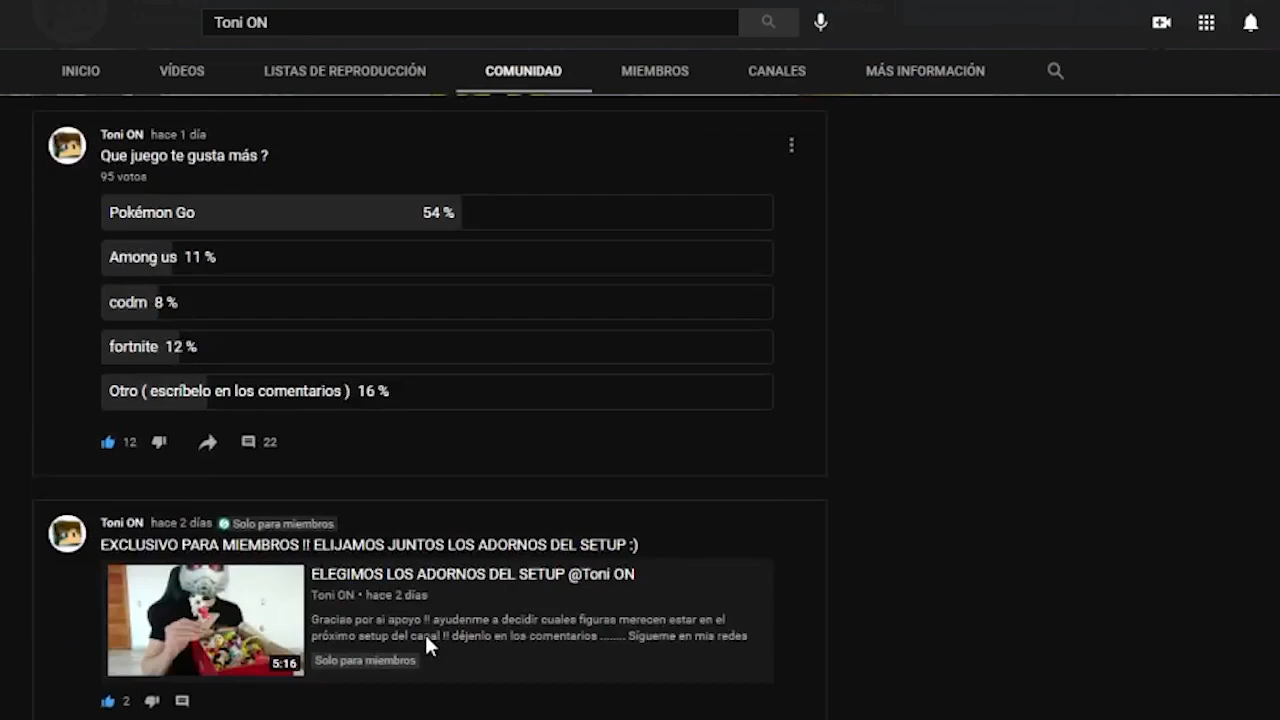 Toni ON
INICIO VÍDEOS LISTAS DE REPRODUCCIÓN COMUNIDAD MIEMBROS CANALES MÁS INFORMACIÓN
Toni ON hace 1 día
Que juego te gusta más ?
95 votos
Pokémon Go 54 %
Among us 11 %
codm 8 %
fortnite 12 %
Otro ( escríbelo en los comentarios ) 16 %
12 22
Toni ON hace 2 días Solo para miembros
EXCLUSIVO PARA MIEMBROS !! ELIJAMOS JUNTOS LOS ADORNOS DEL SETUP :)
ELEGIMOS LOS ADORNOS DEL SETUP @Toni ON
Toni ON • hace 2 días
Gracias por si apoyo !! ayudenme a decidir cuales figuras merecen estar en el
próximo setup del canal !! déjenlo en los comentarios ........ Sigueme en mis redes
5:16
Solo para miembros
2